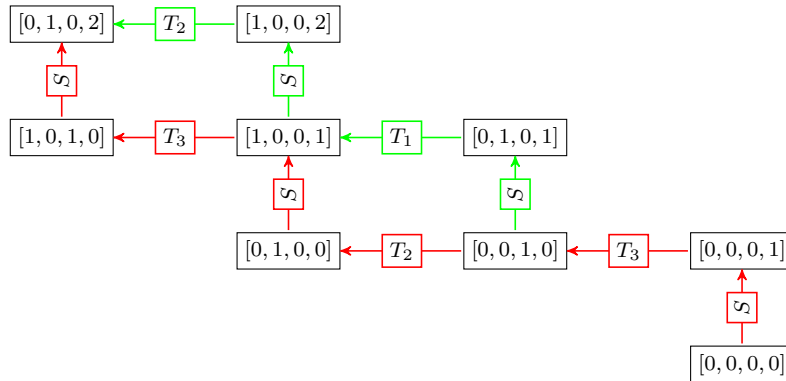 [0, 1, 0, 2] T₂ [1, 0, 0, 2]
S S
[1, 0, 1, 0] T₃ [1, 0, 0, 1] T₁ [0, 1, 0, 1]
S S
[0, 1, 0, 0] T₂ [0, 0, 1, 0] T₃ [0, 0, 0, 1]
S
[0, 0, 0, 0]